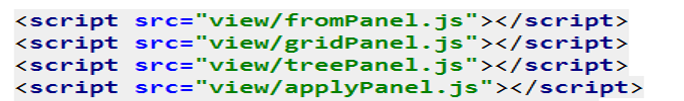 <script src="view/fromPanel.js"></script>
<script src="view/gridPanel.js"></script>
<script src="view/treePanel.js"></script>
<script src="view/applyPanel.js"></script>